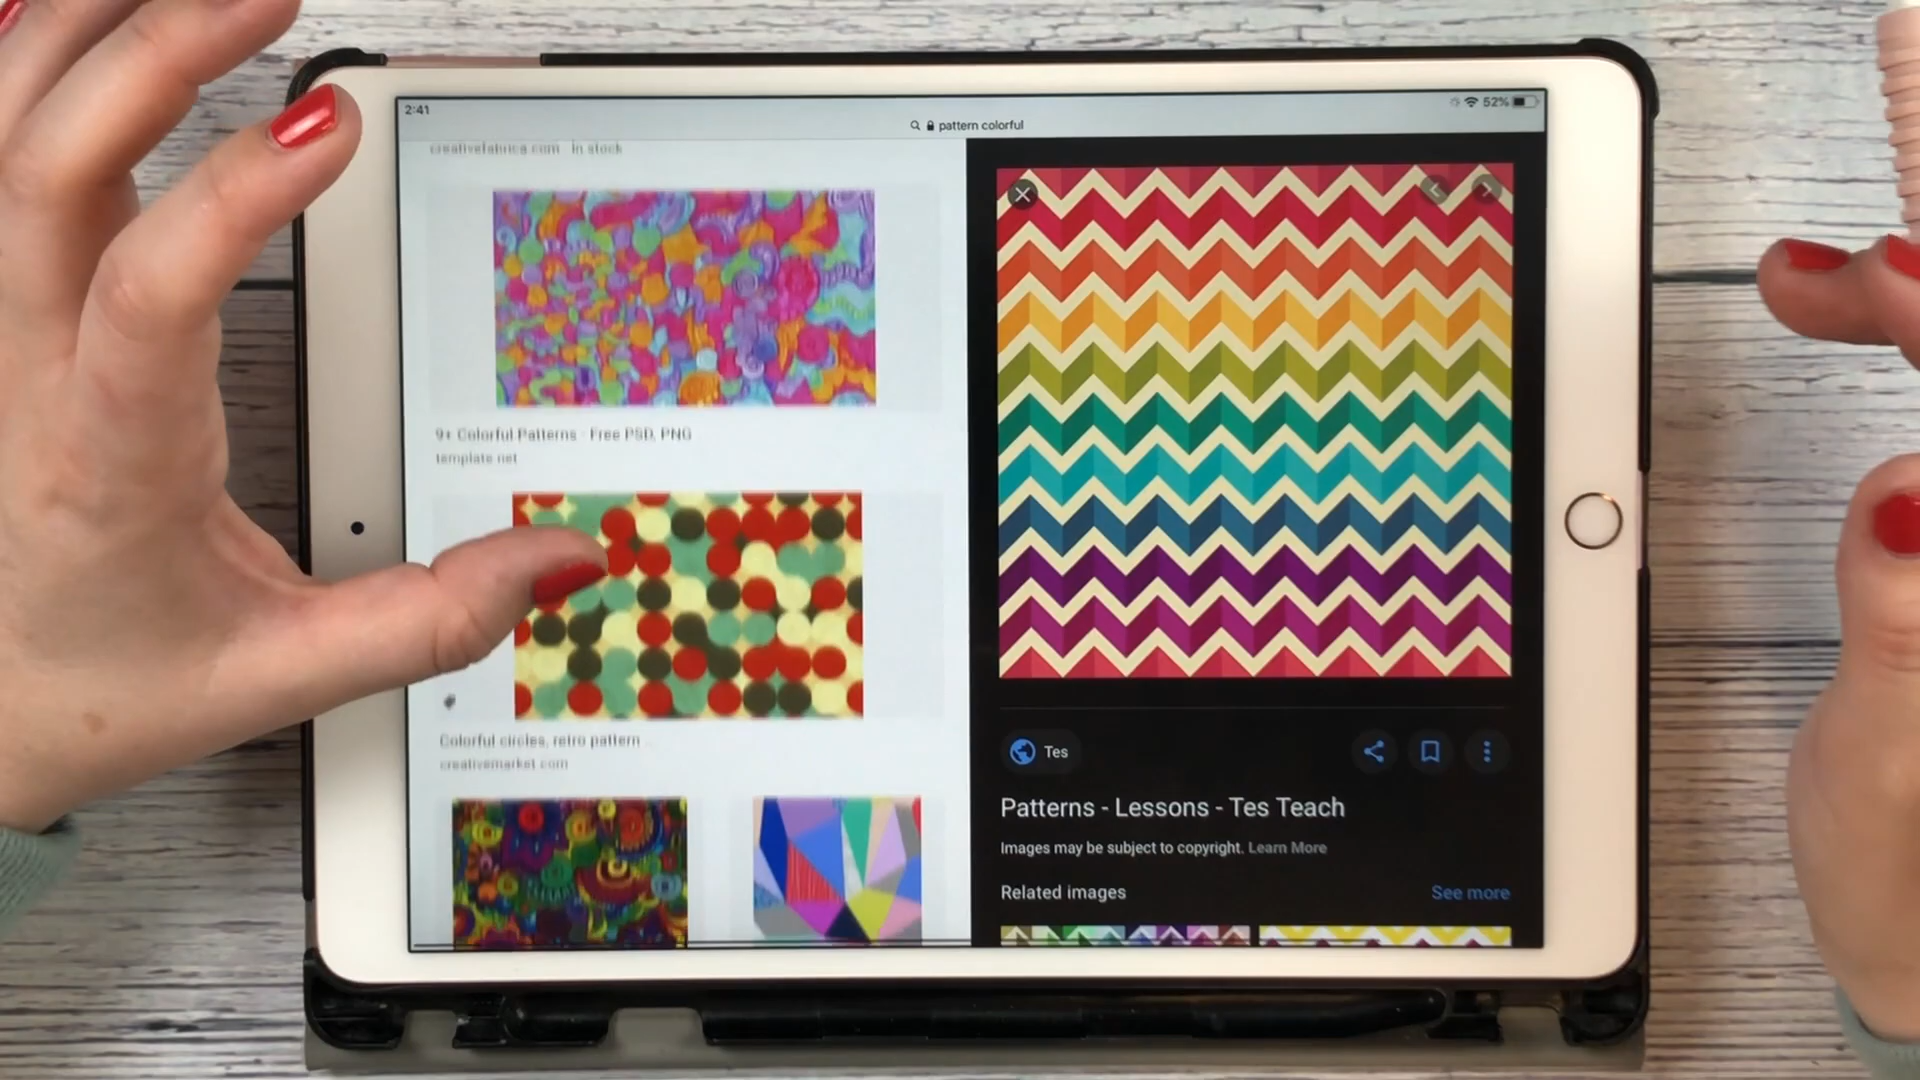 2:41
52%
pattern colorful
creativefabrica.com · In stock
9+ Colorful Patterns - Free PSD, PNG
template.net
Colorful circles, retro pattern
creativemarket.com
Tes
Patterns - Lessons - Tes Teach
Images may be subject to copyright. Learn More
Related images
See more